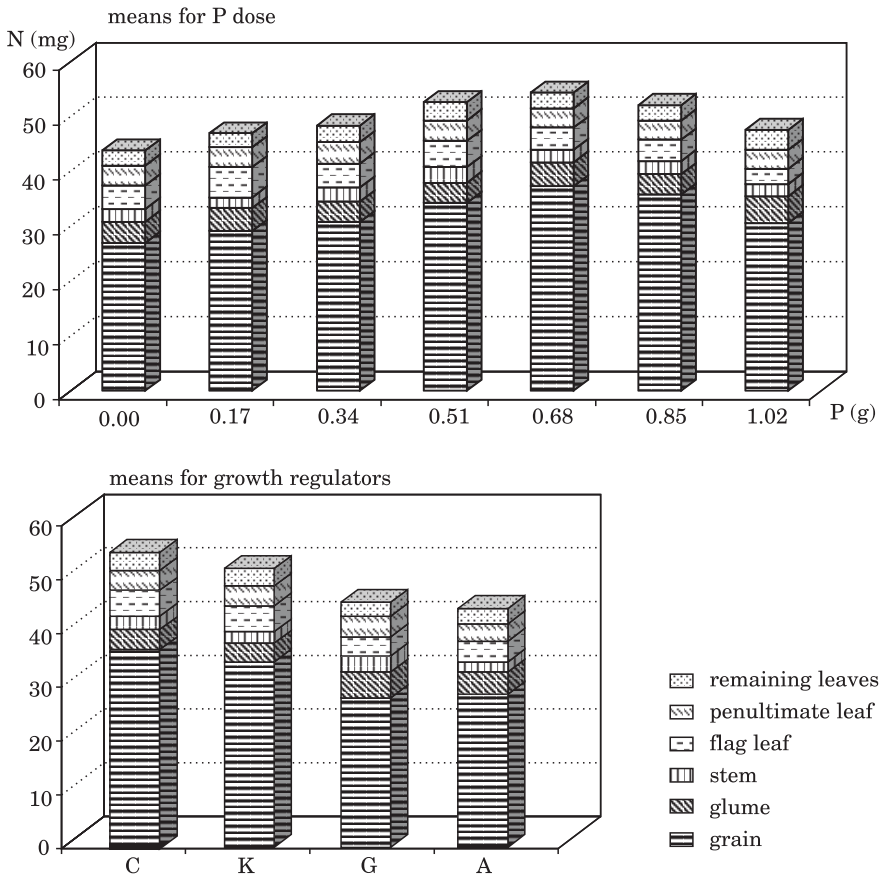 means for P dose
N (mg)
60
50
40
30
20
10
0
0.00 0.17 0.34 0.51 0.68 0.85 1.02 P (g)
means for growth regulators
60
50
40
30
20
10
0
C K G A
remaining leaves
penultimate leaf
flag leaf
stem
glume
grain